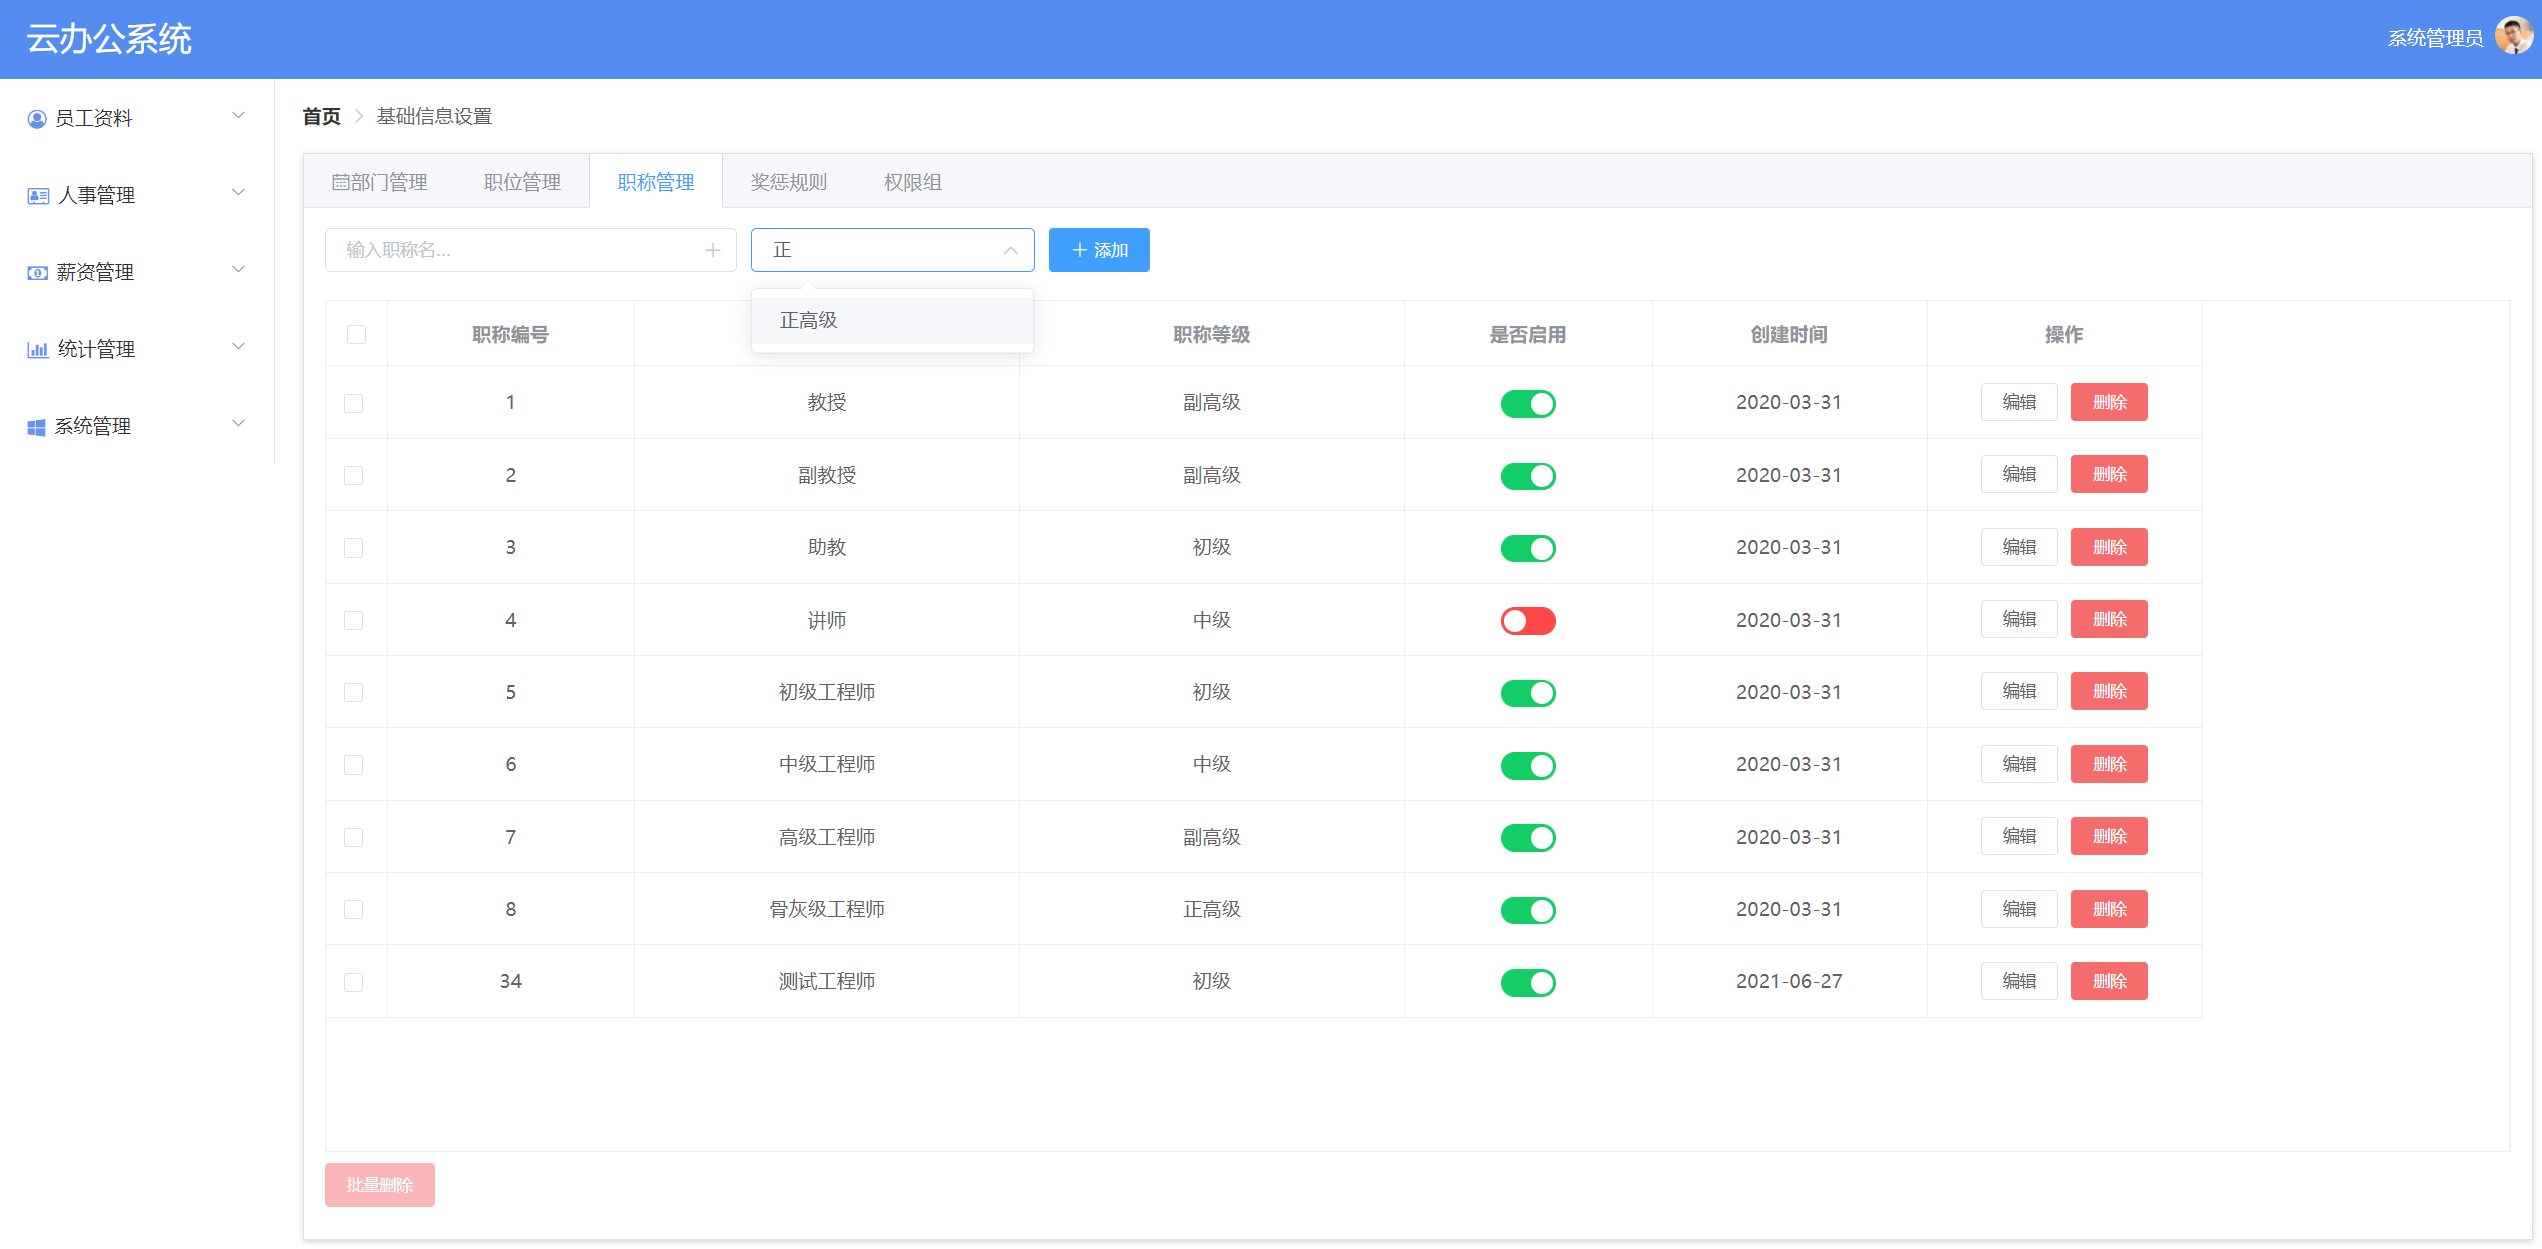 云办公系统
系统管理员
员工资料
人事管理
薪资管理
统计管理
系统管理
首页 > 基础信息设置
部门管理 职位管理 职称管理 奖惩规则 权限组
输入职称名... 正 添加
正高级
职称编号 职称等级 是否启用 创建时间 操作
1 教授 副高级 2020-03-31 编辑 删除
2 副教授 副高级 2020-03-31 编辑 删除
3 助教 初级 2020-03-31 编辑 删除
4 讲师 中级 2020-03-31 编辑 删除
5 初级工程师 初级 2020-03-31 编辑 删除
6 中级工程师 中级 2020-03-31 编辑 删除
7 高级工程师 副高级 2020-03-31 编辑 删除
8 骨灰级工程师 正高级 2020-03-31 编辑 删除
34 测试工程师 初级 2021-06-27 编辑 删除
批量删除